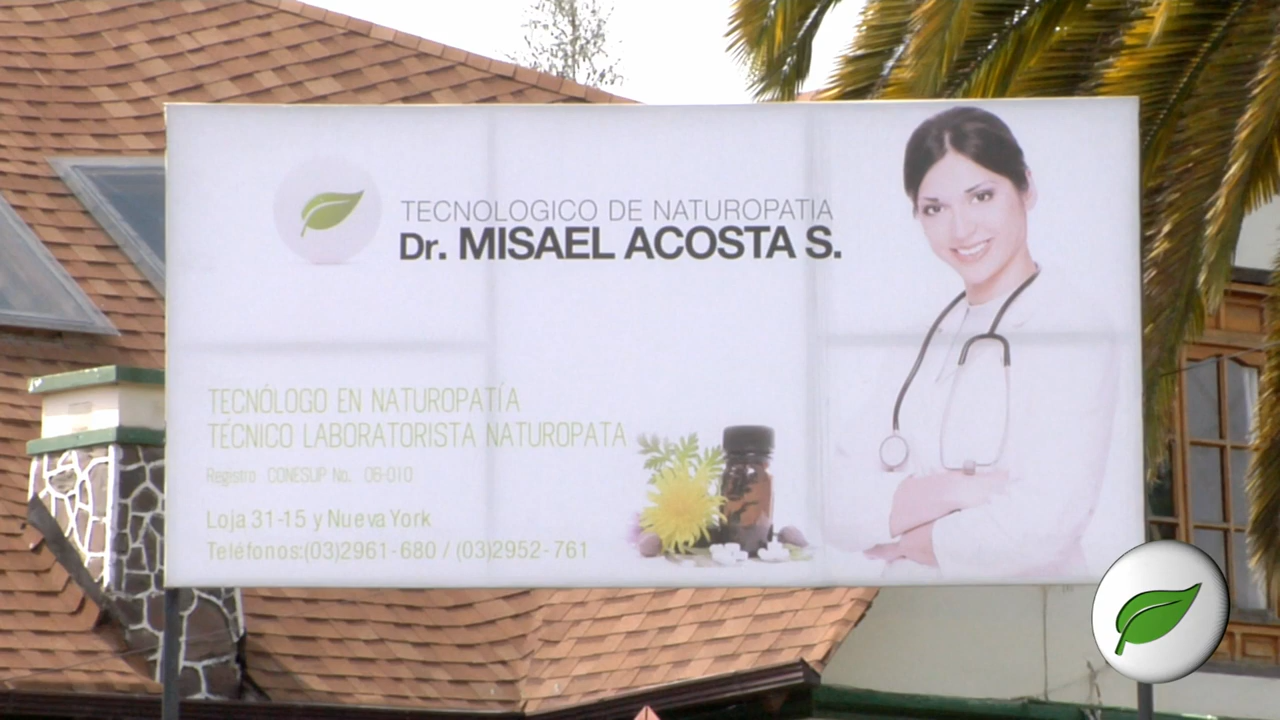 TECNOLOGICO DE NATUROPATIA
Dr. MISAEL ACOSTA S.
TECNÓLOGO EN NATUROPATÍA
TÉCNICO LABORATORISTA NATUROPATA
Registro CONESUP No. 06-010
Loja 31-15 y Nueva York
Teléfonos:(03)2961-680 / (03)2952-761